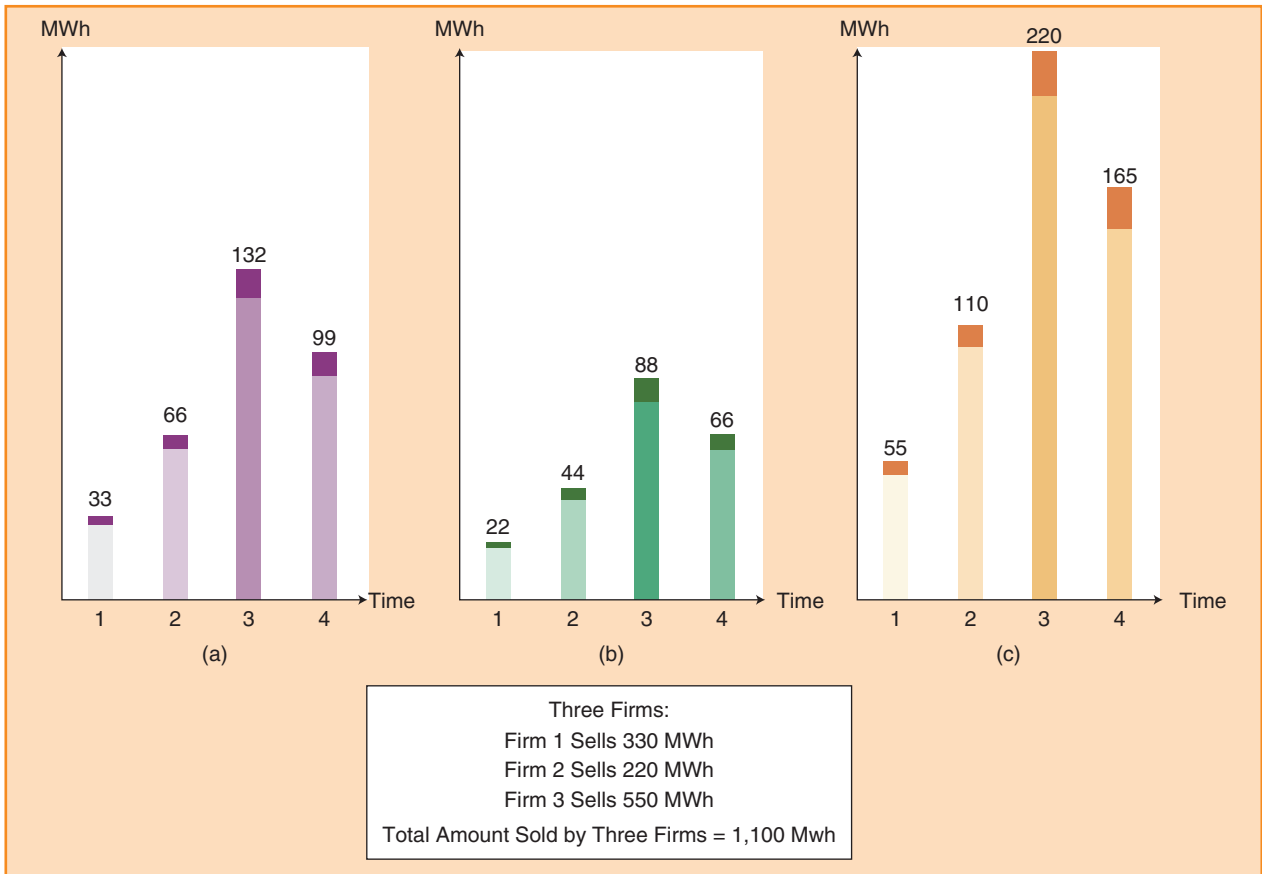 MWh
33
66
132
99
1
2
3
4
Time
(a)
MWh
22
44
88
66
1
2
3
4
Time
(b)
MWh
55
110
220
165
1
2
3
4
Time
(c)
Three Firms:
Firm 1 Sells 330 MWh
Firm 2 Sells 220 MWh
Firm 3 Sells 550 MWh
Total Amount Sold by Three Firms = 1,100 Mwh